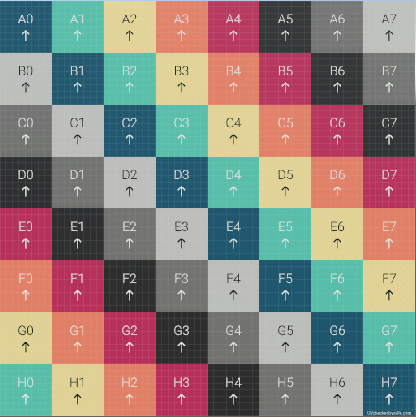 A0 A1 A2 A3 A4 A5 A6 A7
B0 B1 B2 B3 B4 B5 B6 B7
C0 C1 C2 C3 C4 C5 C6 C7
D0 D1 D2 D3 D4 D5 D6 D7
E0 E1 E2 E3 E4 E5 E6 E7
F0 F1 F2 F3 F4 F5 F6 F7
G0 G1 G2 G3 G4 G5 G6 G7
H0 H1 H2 H3 H4 H5 H6 H7